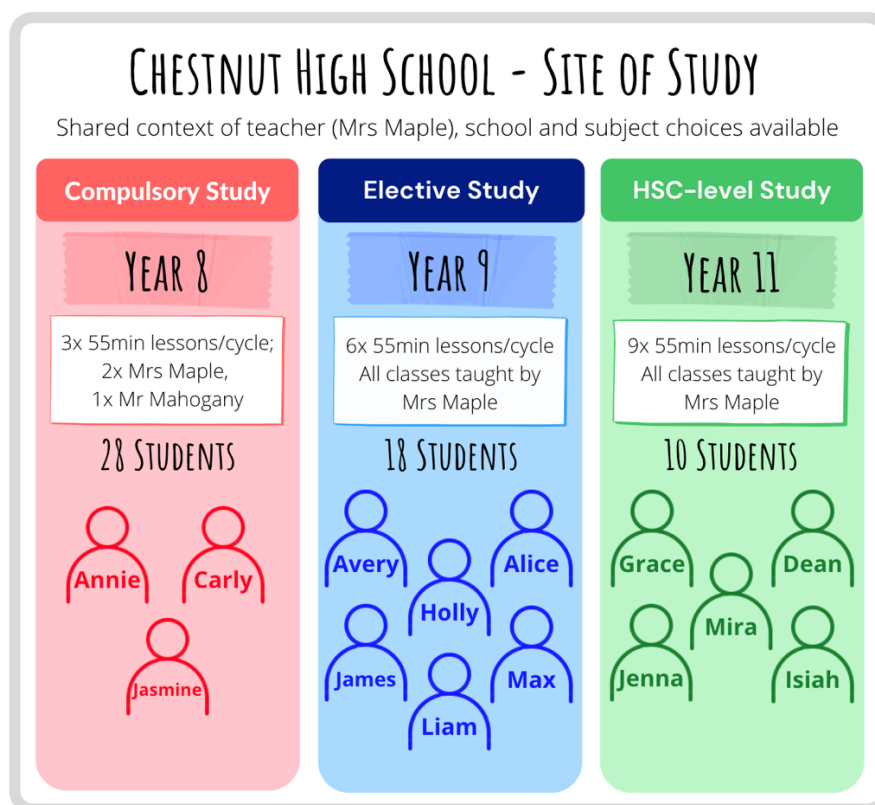 CHESTNUT HIGH SCHOOL - SITE OF STUDY
Shared context of teacher (Mrs Maple), school and subject choices available
Compulsory Study
YEAR 8
3x 55min lessons/cycle;
2x Mrs Maple,
1x Mr Mahogany
28 STUDENTS
Annie
Carly
Jasmine
Elective Study
YEAR 9
6x 55min lessons/cycle
All classes taught by
Mrs Maple
18 STUDENTS
Avery
Alice
Holly
James
Max
Liam
HSC-level Study
YEAR 11
9x 55min lessons/cycle
All classes taught by
Mrs Maple
10 STUDENTS
Grace
Dean
Mira
Jenna
Isiah